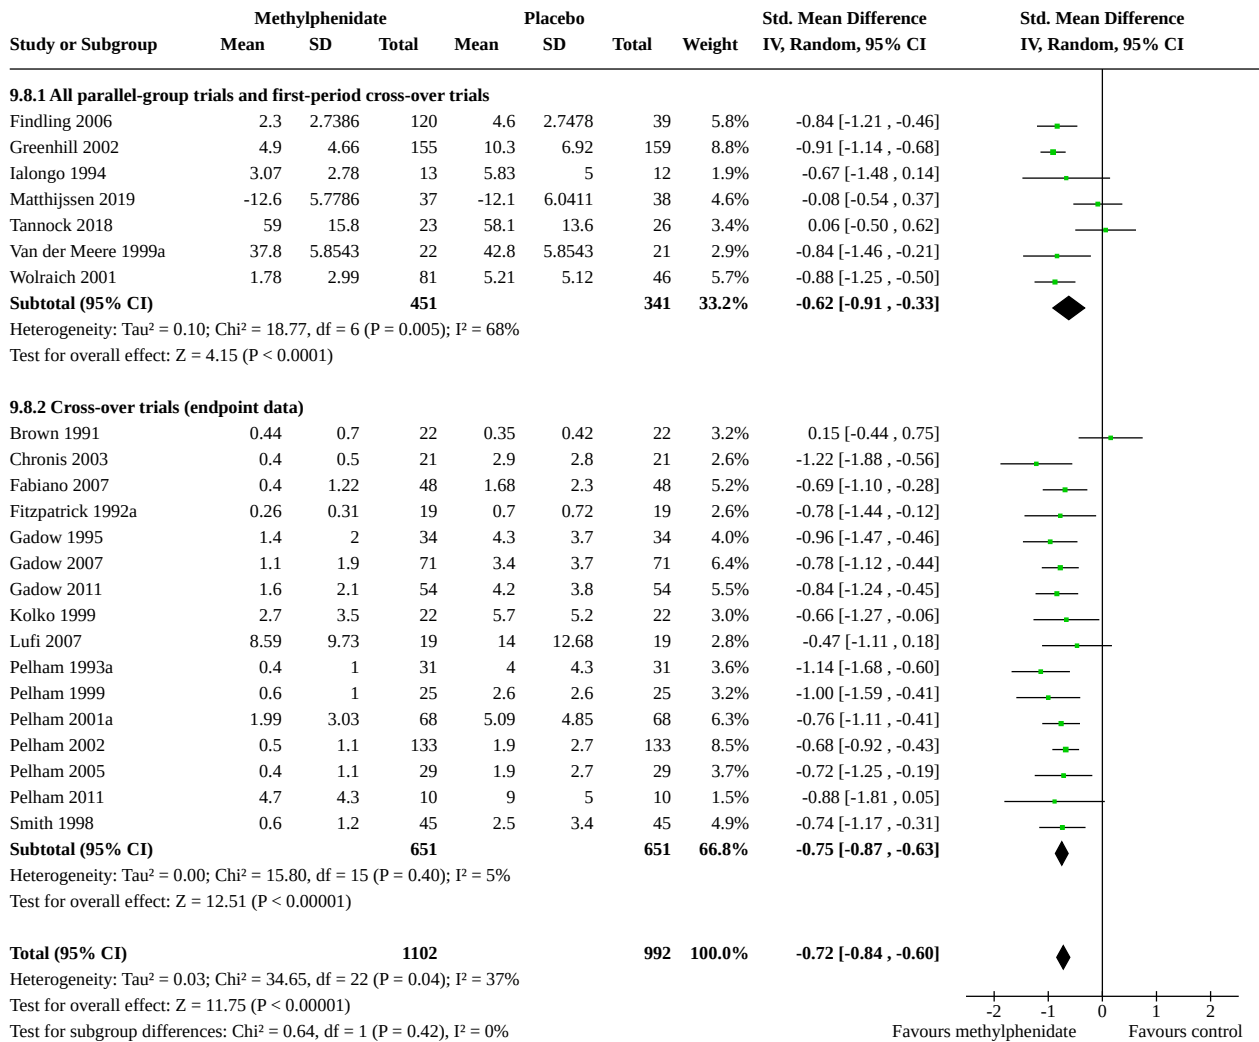 Methylphenidate Placebo Std. Mean Difference Std. Mean Difference
Study or Subgroup Mean SD Total Mean SD Total Weight IV, Random, 95% CI IV, Random, 95% CI
9.8.1 All parallel-group trials and first-period cross-over trials
Findling 2006 2.3 2.7386 120 4.6 2.7478 39 5.8% -0.84 [-1.21 , -0.46]
Greenhill 2002 4.9 4.66 155 10.3 6.92 159 8.8% -0.91 [-1.14 , -0.68]
Ialongo 1994 3.07 2.78 13 5.83 5 12 1.9% -0.67 [-1.48 , 0.14]
Matthijssen 2019 -12.6 5.7786 37 -12.1 6.0411 38 4.6% -0.08 [-0.54 , 0.37]
Tannock 2018 59 15.8 23 58.1 13.6 26 3.4% 0.06 [-0.50 , 0.62]
Van der Meere 1999a 37.8 5.8543 22 42.8 5.8543 21 2.9% -0.84 [-1.46 , -0.21]
Wolraich 2001 1.78 2.99 81 5.21 5.12 46 5.7% -0.88 [-1.25 , -0.50]
Subtotal (95% CI) 451 341 33.2% -0.62 [-0.91 , -0.33]
Heterogeneity: Tau² = 0.10; Chi² = 18.77, df = 6 (P = 0.005); I² = 68%
Test for overall effect: Z = 4.15 (P < 0.0001)
9.8.2 Cross-over trials (endpoint data)
Brown 1991 0.44 0.7 22 0.35 0.42 22 3.2% 0.15 [-0.44 , 0.75]
Chronis 2003 0.4 0.5 21 2.9 2.8 21 2.6% -1.22 [-1.88 , -0.56]
Fabiano 2007 0.4 1.22 48 1.68 2.3 48 5.2% -0.69 [-1.10 , -0.28]
Fitzpatrick 1992a 0.26 0.31 19 0.7 0.72 19 2.6% -0.78 [-1.44 , -0.12]
Gadow 1995 1.4 2 34 4.3 3.7 34 4.0% -0.96 [-1.47 , -0.46]
Gadow 2007 1.1 1.9 71 3.4 3.7 71 6.4% -0.78 [-1.12 , -0.44]
Gadow 2011 1.6 2.1 54 4.2 3.8 54 5.5% -0.84 [-1.24 , -0.45]
Kolko 1999 2.7 3.5 22 5.7 5.2 22 3.0% -0.66 [-1.27 , -0.06]
Lufi 2007 8.59 9.73 19 14 12.68 19 2.8% -0.47 [-1.11 , 0.18]
Pelham 1993a 0.4 1 31 4 4.3 31 3.6% -1.14 [-1.68 , -0.60]
Pelham 1999 0.6 1 25 2.6 2.6 25 3.2% -1.00 [-1.59 , -0.41]
Pelham 2001a 1.99 3.03 68 5.09 4.85 68 6.3% -0.76 [-1.11 , -0.41]
Pelham 2002 0.5 1.1 133 1.9 2.7 133 8.5% -0.68 [-0.92 , -0.43]
Pelham 2005 0.4 1.1 29 1.9 2.7 29 3.7% -0.72 [-1.25 , -0.19]
Pelham 2011 4.7 4.3 10 9 5 10 1.5% -0.88 [-1.81 , 0.05]
Smith 1998 0.6 1.2 45 2.5 3.4 45 4.9% -0.74 [-1.17 , -0.31]
Subtotal (95% CI) 651 651 66.8% -0.75 [-0.87 , -0.63]
Heterogeneity: Tau² = 0.00; Chi² = 15.80, df = 15 (P = 0.40); I² = 5%
Test for overall effect: Z = 12.51 (P < 0.00001)
Total (95% CI) 1102 992 100.0% -0.72 [-0.84 , -0.60]
Heterogeneity: Tau² = 0.03; Chi² = 34.65, df = 22 (P = 0.04); I² = 37%
Test for overall effect: Z = 11.75 (P < 0.00001) -2 -1 0 1 2
Test for subgroup differences: Chi² = 0.64, df = 1 (P = 0.42), I² = 0% Favours methylphenidate Favours control